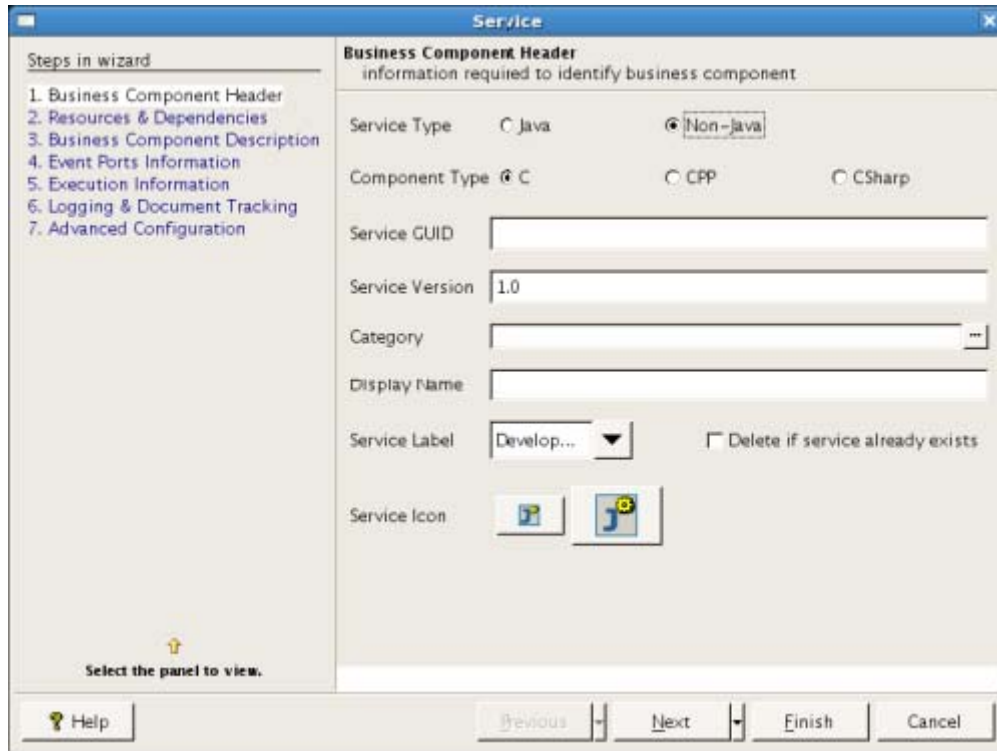 Service
Steps in wizard
1. Business Component Header
2. Resources & Dependencies
3. Business Component Description
4. Event Ports Information
5. Execution Information
6. Logging & Document Tracking
7. Advanced Configuration
Select the panel to view.
Business Component Header
information required to identify business component
Service Type Java Non-Java
Component Type C CPP CSharp
Service GUID
Service Version 1.0
Category ...
Display Name
Service Label Develop... Delete if service already exists
Service Icon
Help Previous Next Finish Cancel